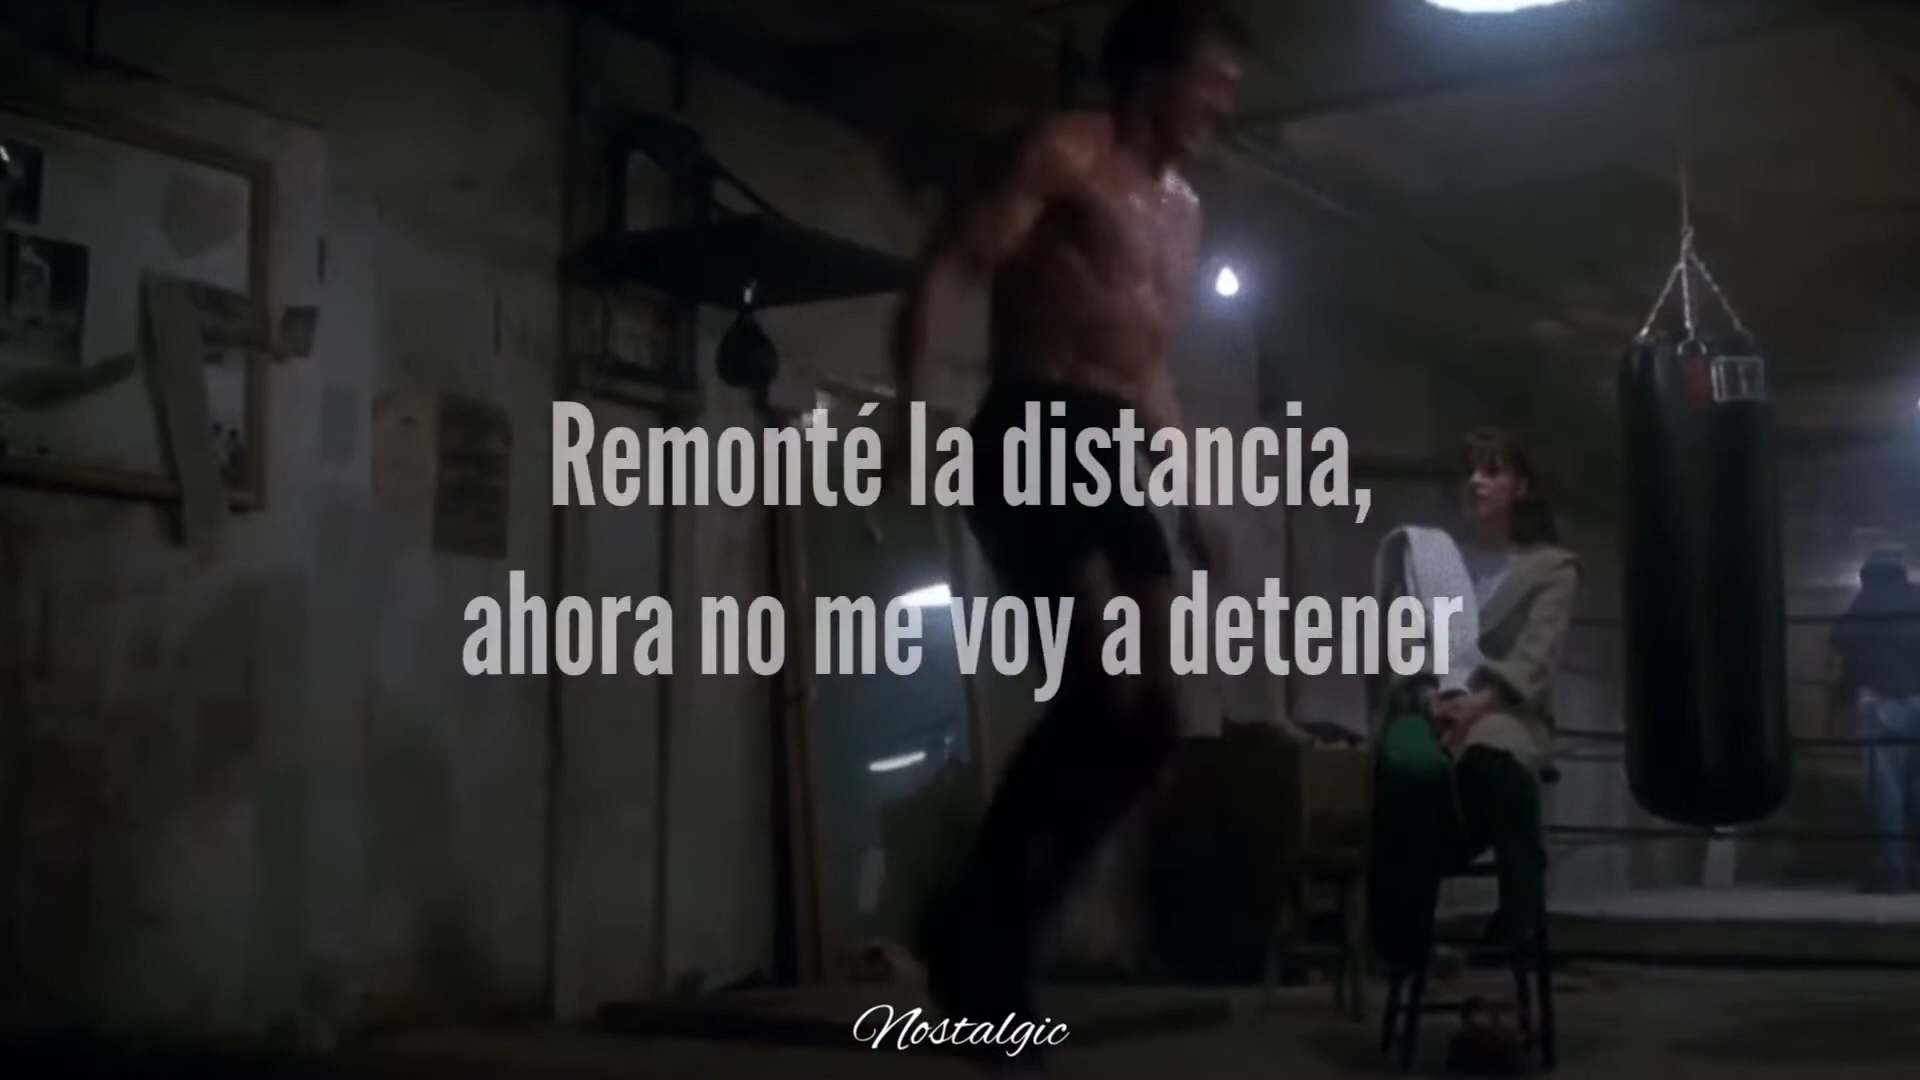 Remonté la distancia,
ahora no me voy a detener
Nostalgic